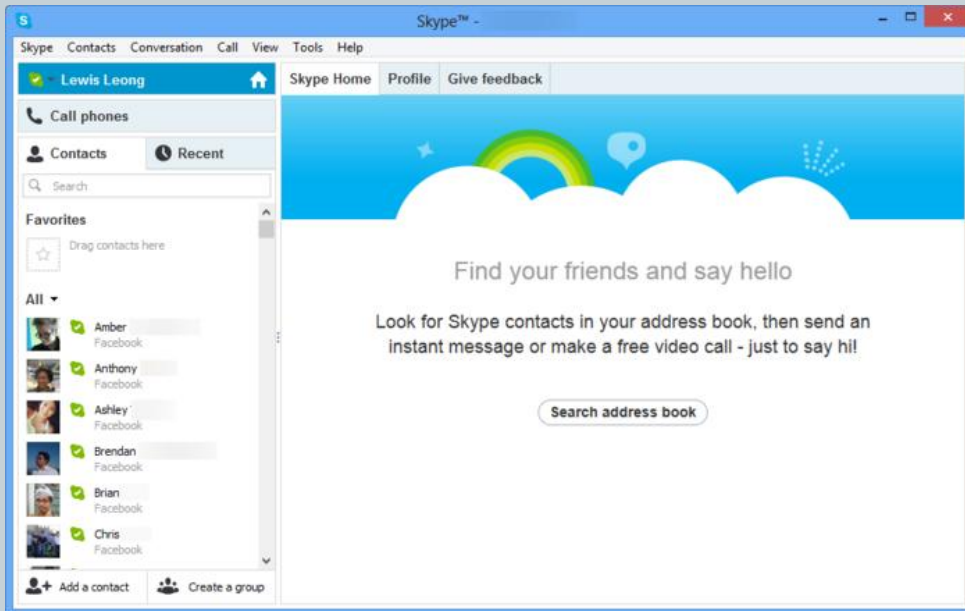 Skype™ -
Skype Contacts Conversation Call View Tools Help
Lewis Leong
Call phones
Contacts Recent
Search
Favorites
Drag contacts here
All
Amber
Facebook
Anthony
Facebook
Ashley
Facebook
Brendan
Facebook
Brian
Facebook
Chris
Facebook
Add a contact Create a group
Skype Home Profile Give feedback
Find your friends and say hello
Look for Skype contacts in your address book, then send an
instant message or make a free video call - just to say hi!
Search address book